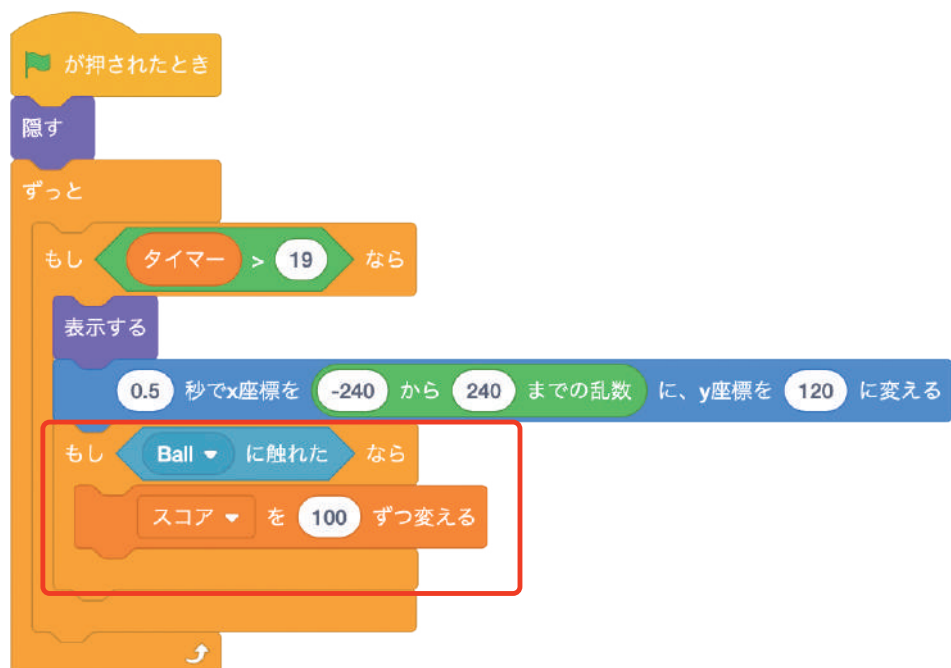 が押されたとき
隠す
ずっと
もし タイマー > 19 なら
表示する
0.5 秒でx座標を -240 から 240 までの乱数 に、y座標を 120 に変える
もし Ball に触れた なら
スコア を 100 ずつ変える